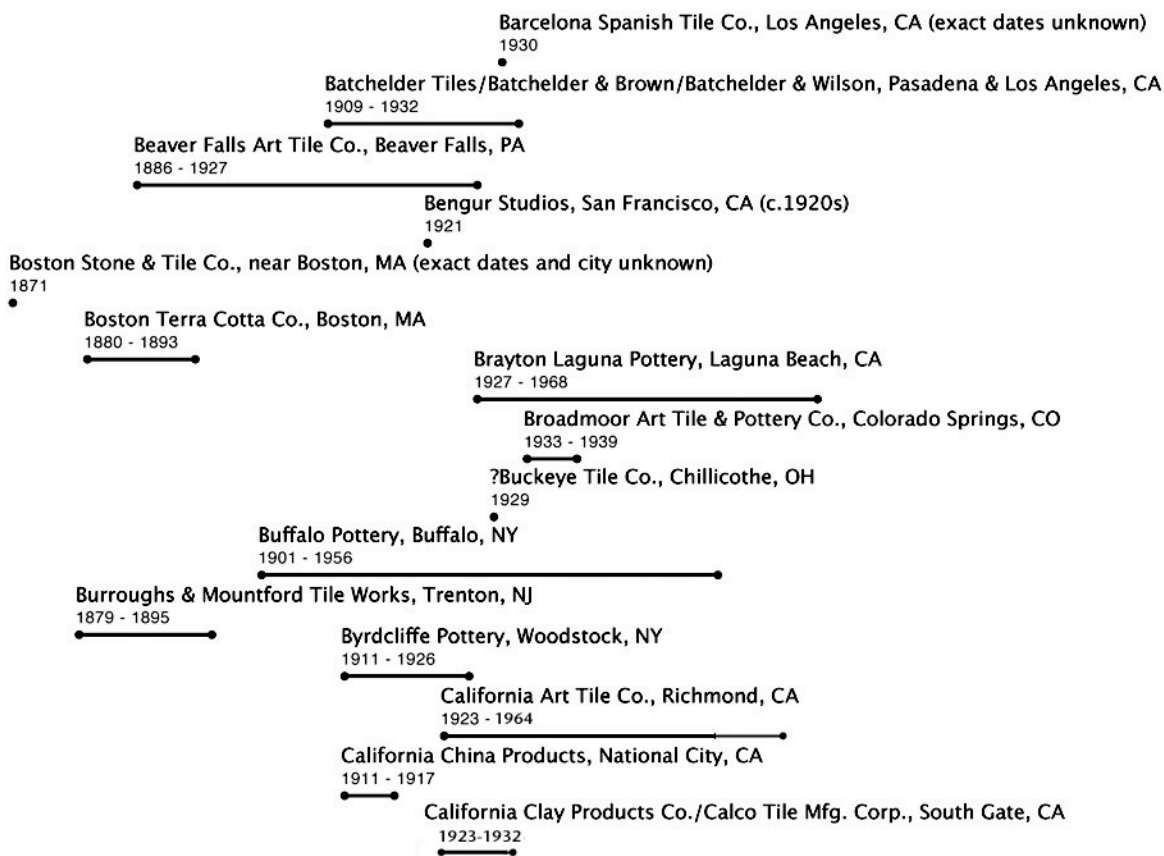 Barcelona Spanish Tile Co., Los Angeles, CA (exact dates unknown)
1930
Batchelder Tiles/Batchelder & Brown/Batchelder & Wilson, Pasadena & Los Angeles, CA
1909 - 1932
Beaver Falls Art Tile Co., Beaver Falls, PA
1886 - 1927
Bengur Studios, San Francisco, CA (c.1920s)
1921
Boston Stone & Tile Co., near Boston, MA (exact dates and city unknown)
1871
Boston Terra Cotta Co., Boston, MA
1880 - 1893
Brayton Laguna Pottery, Laguna Beach, CA
1927 - 1968
Broadmoor Art Tile & Pottery Co., Colorado Springs, CO
1933 - 1939
?Buckeye Tile Co., Chillicothe, OH
1929
Buffalo Pottery, Buffalo, NY
1901 - 1956
Burroughs & Mountford Tile Works, Trenton, NJ
1879 - 1895
Byrdcliffe Pottery, Woodstock, NY
1911 - 1926
California Art Tile Co., Richmond, CA
1923 - 1964
California China Products, National City, CA
1911 - 1917
California Clay Products Co./Calco Tile Mfg. Corp., South Gate, CA
1923-1932